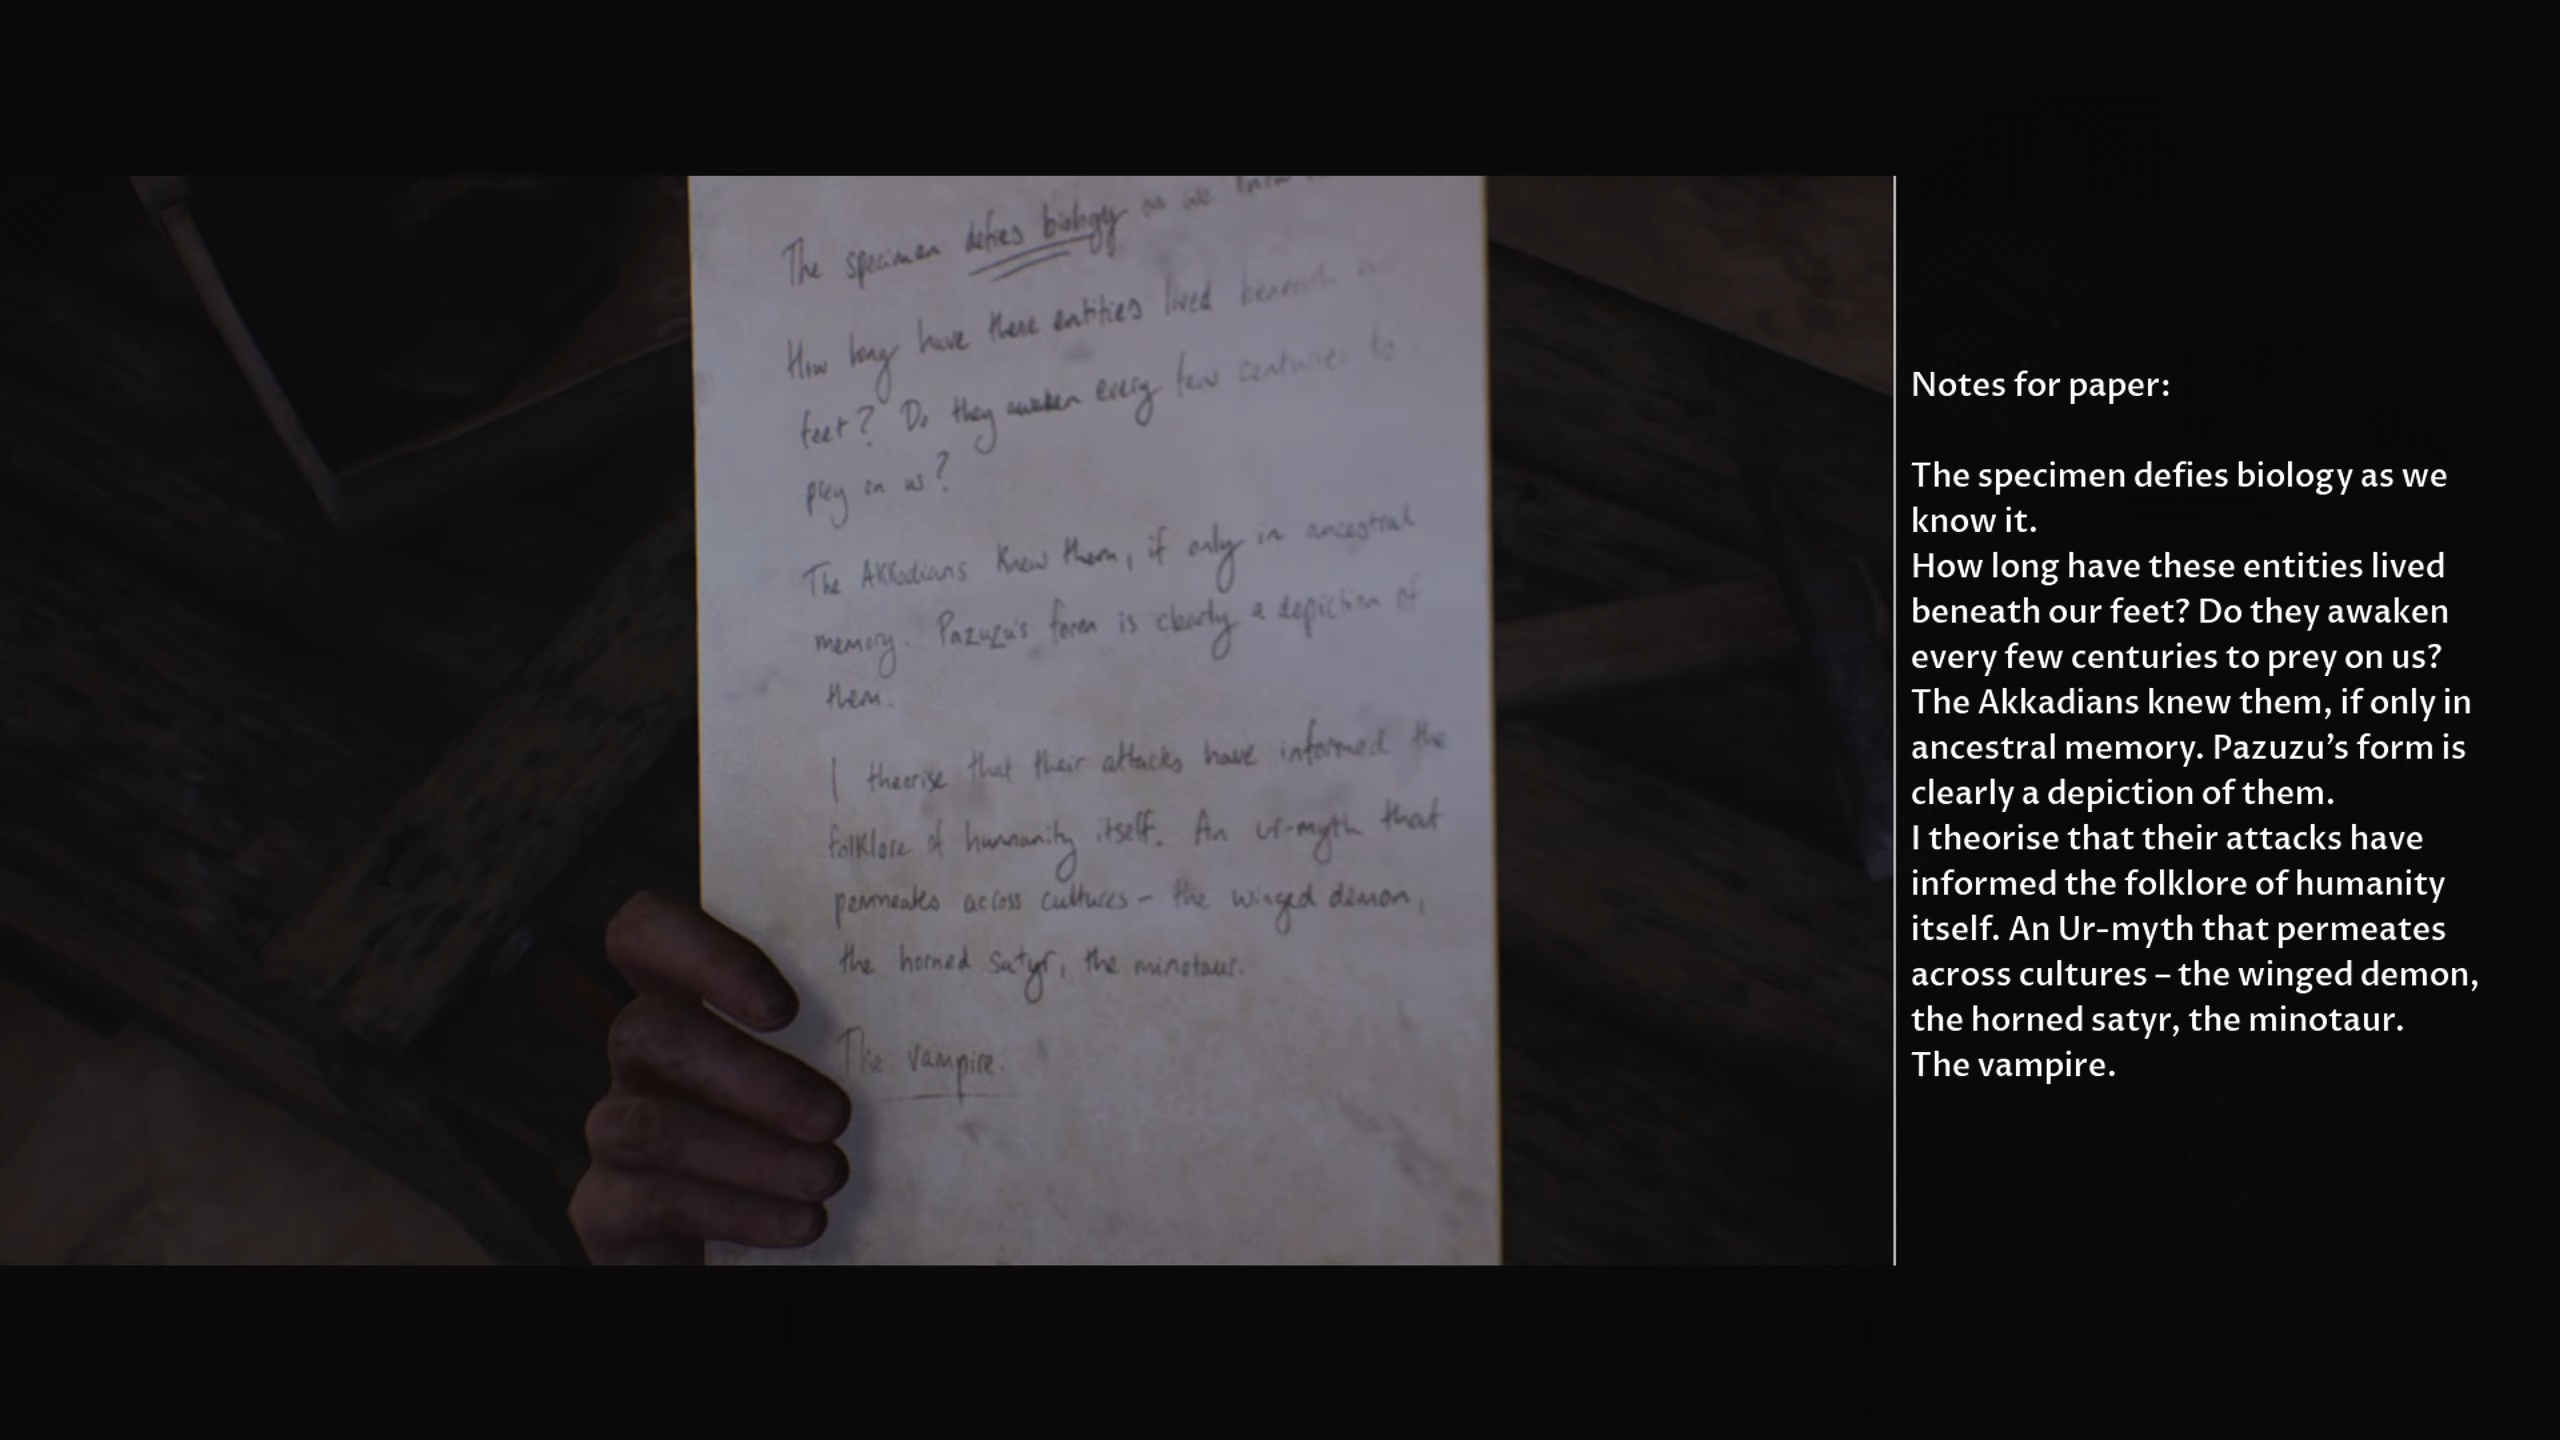 The specimen defies biology as we know
How long have these entities lived beneath our
feet? Do they awaken every few centuries to
prey on us?
The Akkadians knew them, if only in ancestral
memory. Pazuzu's form is clearly a depiction of
them.
I theorise that their attacks have informed the
folklore of humanity itself. An ur-myth that
permeates across cultures – the winged demon,
the horned satyr, the minotaur.
The vampire.
Notes for paper:
The specimen defies biology as we
know it.
How long have these entities lived
beneath our feet? Do they awaken
every few centuries to prey on us?
The Akkadians knew them, if only in
ancestral memory. Pazuzu’s form is
clearly a depiction of them.
I theorise that their attacks have
informed the folklore of humanity
itself. An Ur-myth that permeates
across cultures – the winged demon,
the horned satyr, the minotaur.
The vampire.